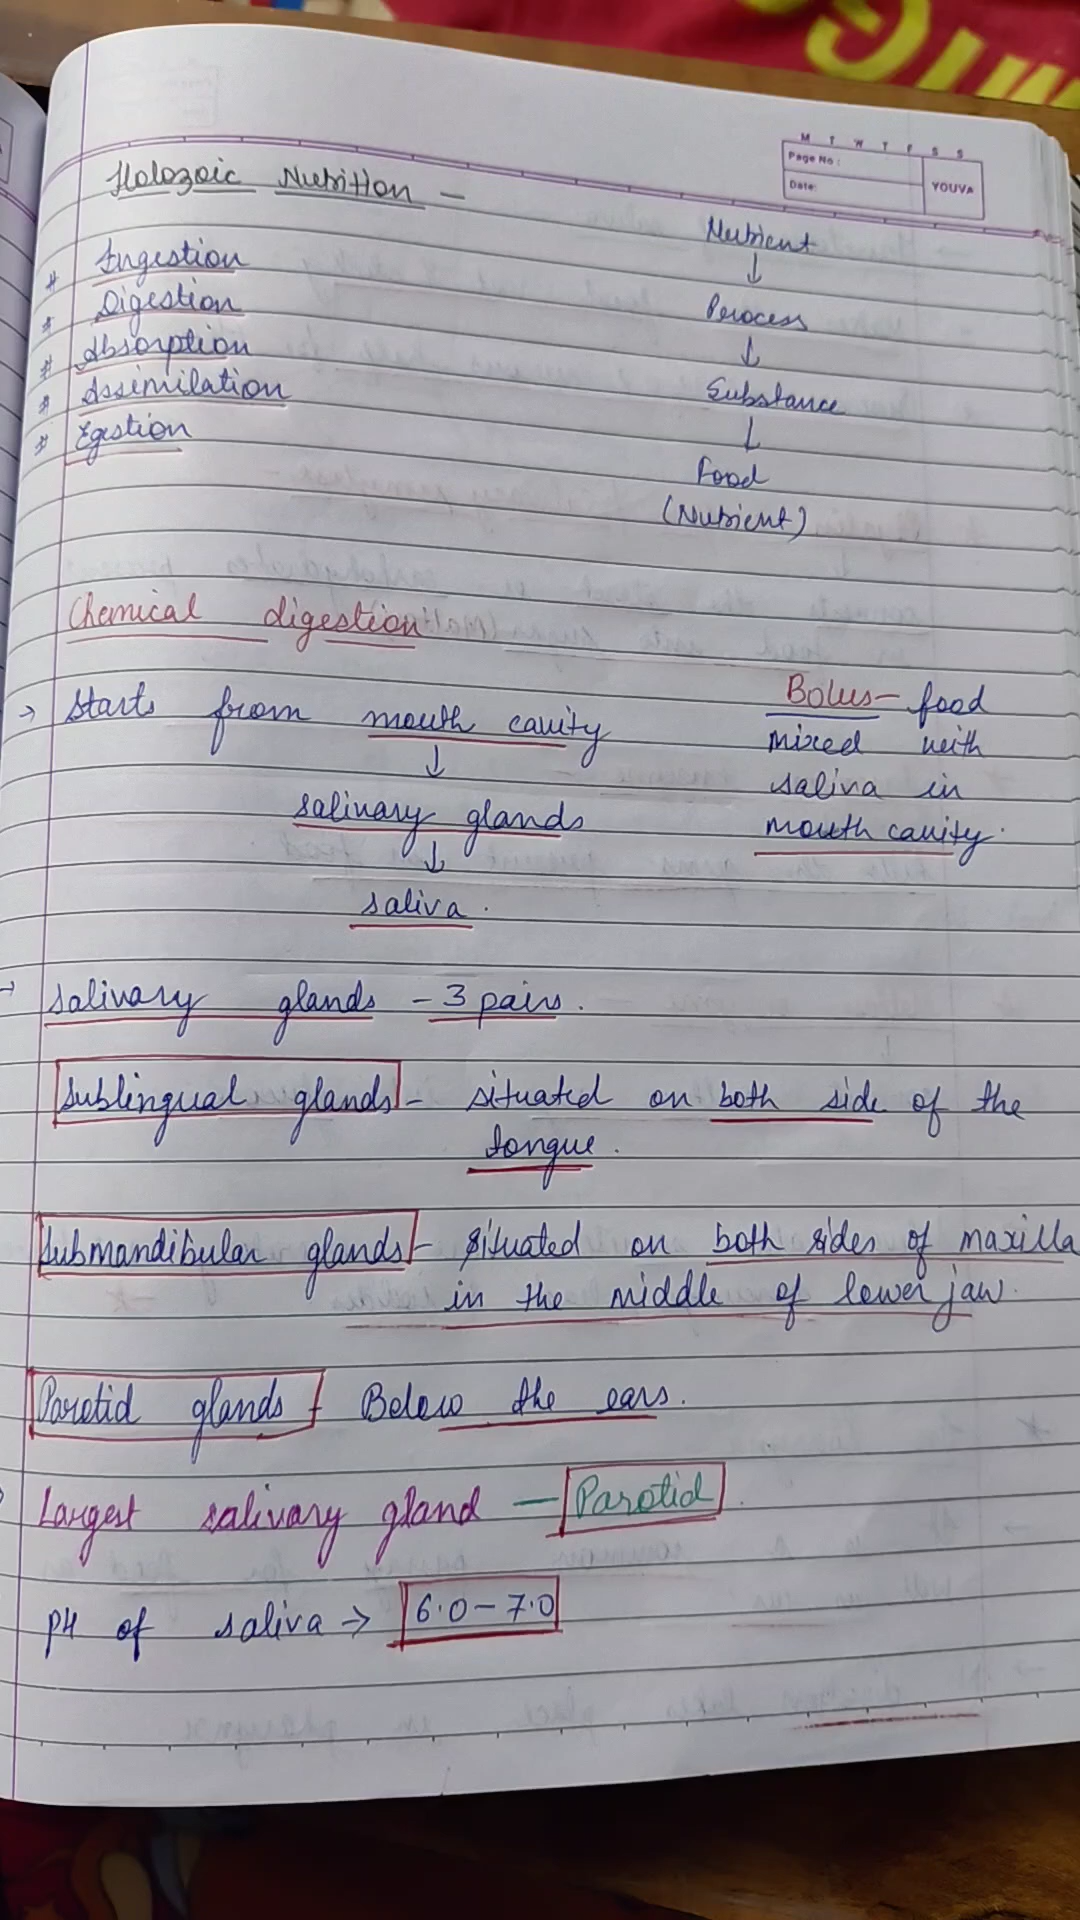 MITG
M T W T F S S
Page No:
Date:
YOUVA
Holozoic Nutrition -
# Ingestion
# Digestion
# Absorption
# Assimilation
# Egestion
Nutrient
↓
Process
↓
Substance
↓
Food
(Nutrient)
Chemical digestion
→ Starts from mouth cavity
↓
salivary glands
↓
saliva.
Bolus- food
mixed with
saliva in
mouth cavity.
→ Salivary glands - 3 pairs.
Sublingual glands - situated on both side of the
tongue.
Submandibular glands - situated on both sides of maxilla
in the middle of lower jaw.
Parotid glands - Below the ears.
Largest salivary gland — Parotid.
pH of saliva → 6.0-7.0